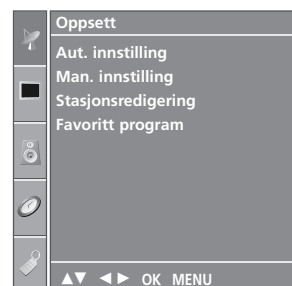 Oppsett
Aut. innstilling
Man. innstilling
Stasjonsredigering
Favoritt program
▲▼ ◄► OK MENU